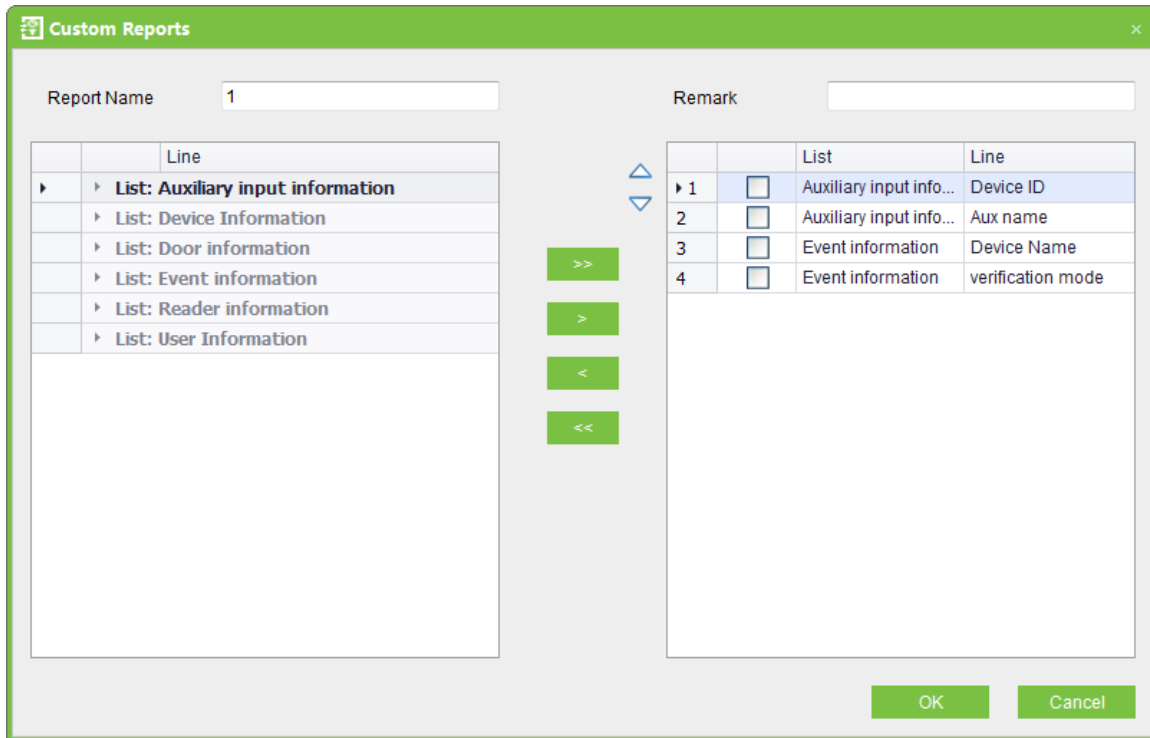 Custom Reports ×
Report Name 1
Remark
Line
List: Auxiliary input information
List: Device Information
List: Door information
List: Event information
List: Reader information
List: User Information
>>
>
<
<<
List Line
1 Auxiliary input info... Device ID
2 Auxiliary input info... Aux name
3 Event information Device Name
4 Event information verification mode
OK Cancel